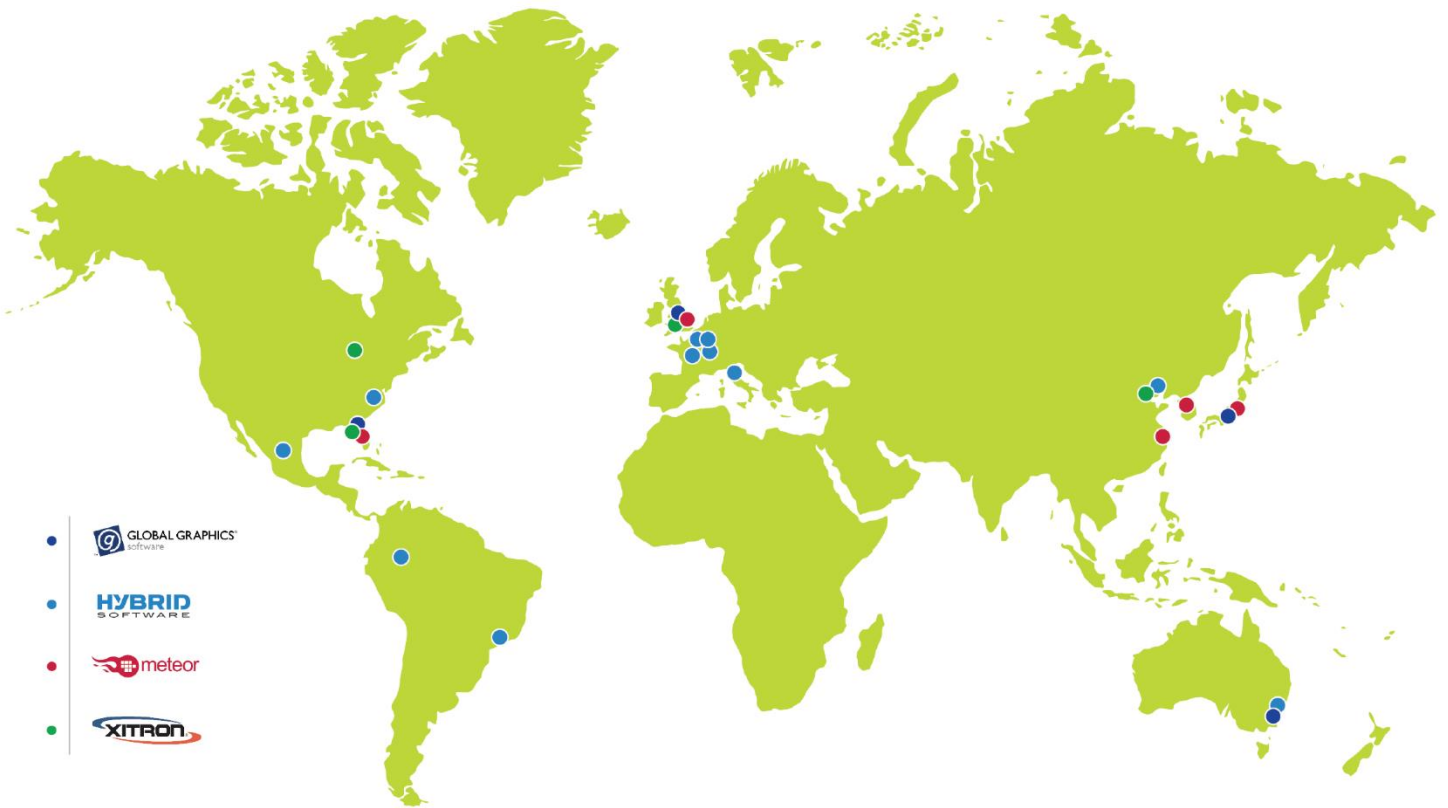 g GLOBAL GRAPHICS®
software
HYBRID
SOFTWARE
meteor
XITRON®